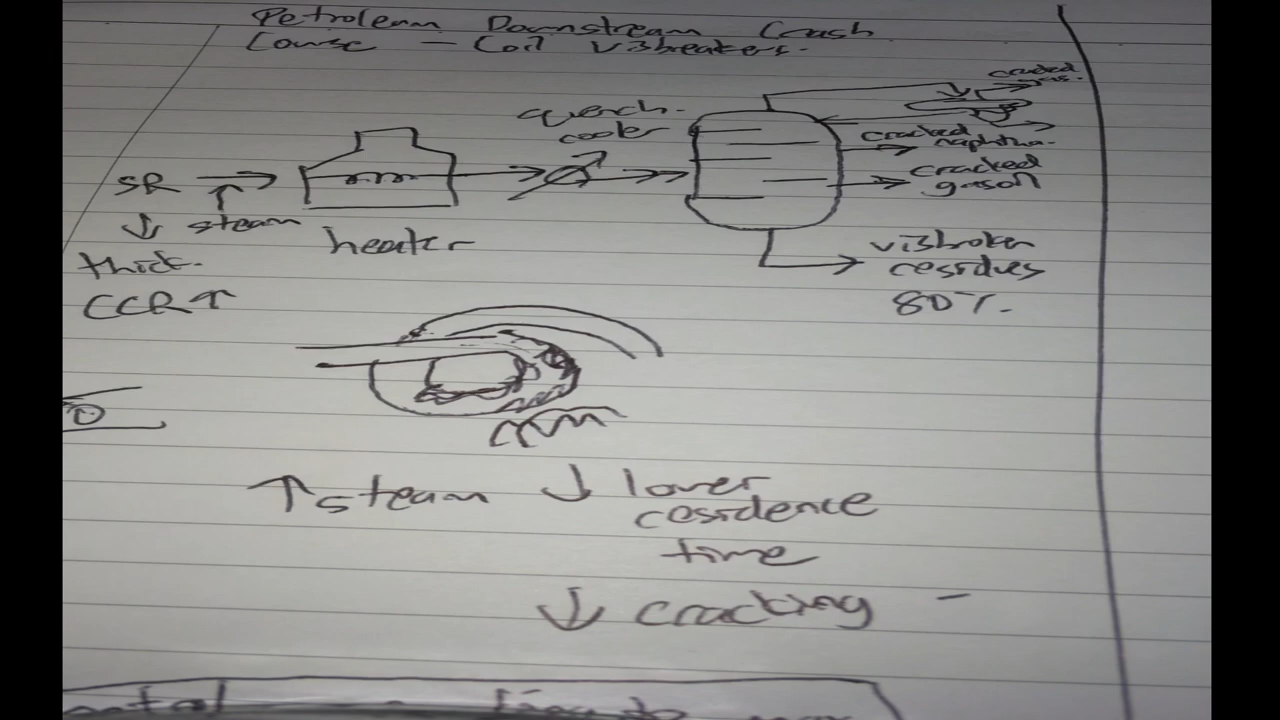 Petroleum Downstream Crash
Course - Coil Visbreakers.
cracked
gas.
quench
cooler
cracked
naphtha.
cracked
gasoil
SR
steam
heater
thick.
CCR↑
visbroken
residues
80%.
↑ steam ↓ lower
residence
time
↓ cracking -